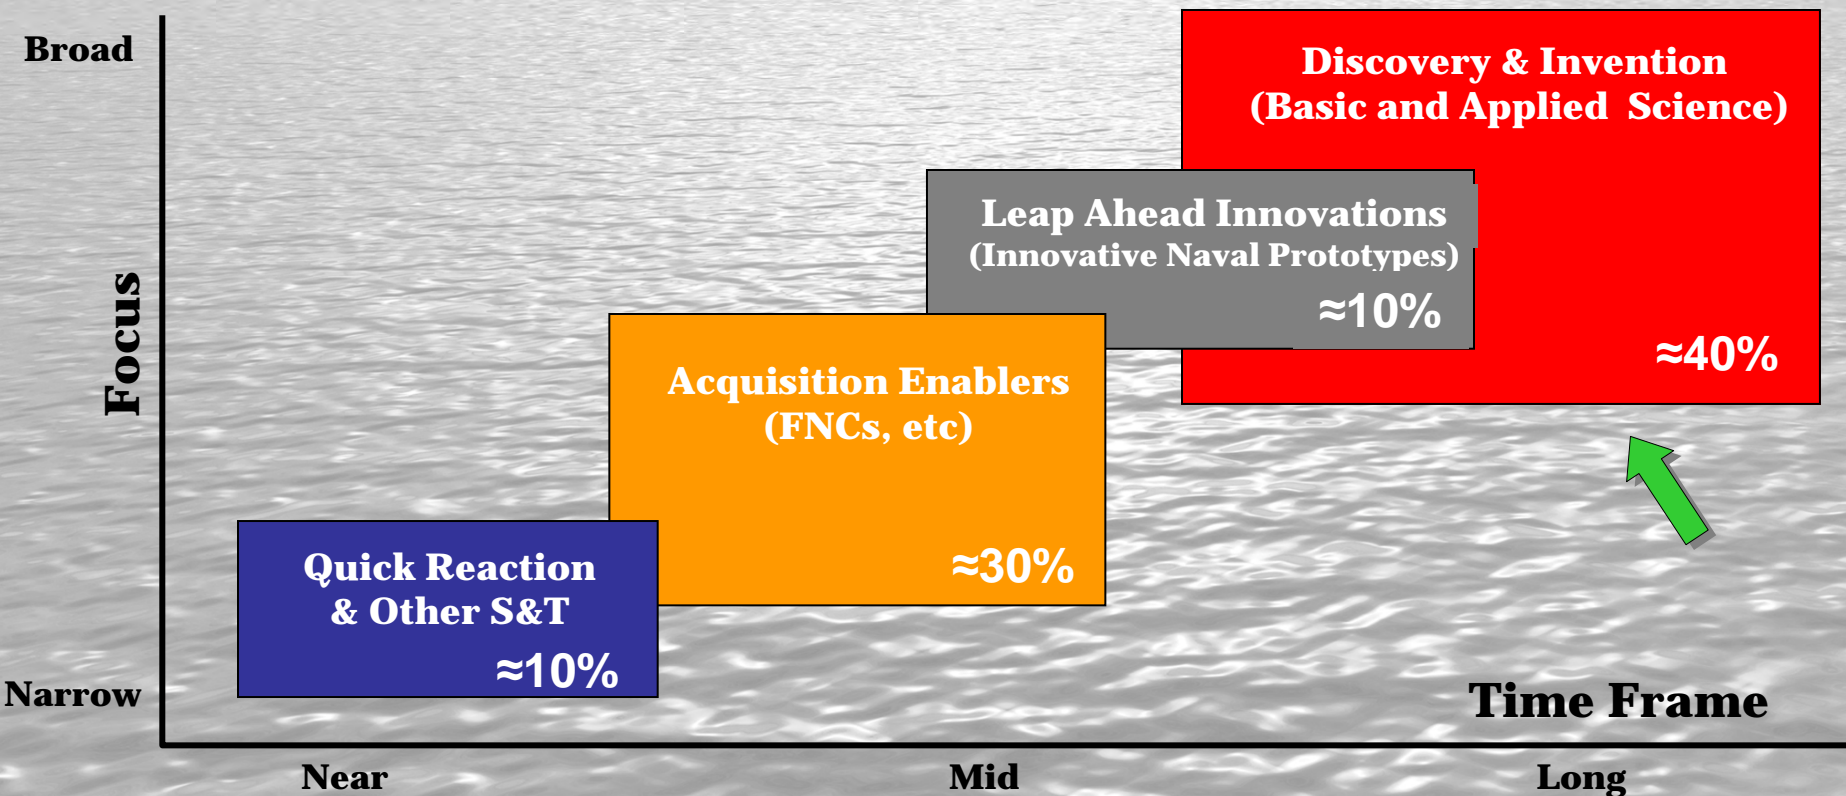 Broad
Discovery & Invention
(Basic and Applied Science)
Leap Ahead Innovations
(Innovative Naval Prototypes)
≈10%
≈40%
Focus
Acquisition Enablers
(FNCs, etc)
≈30%
Quick Reaction
& Other S&T
≈10%
Narrow
Time Frame
Near
Mid
Long